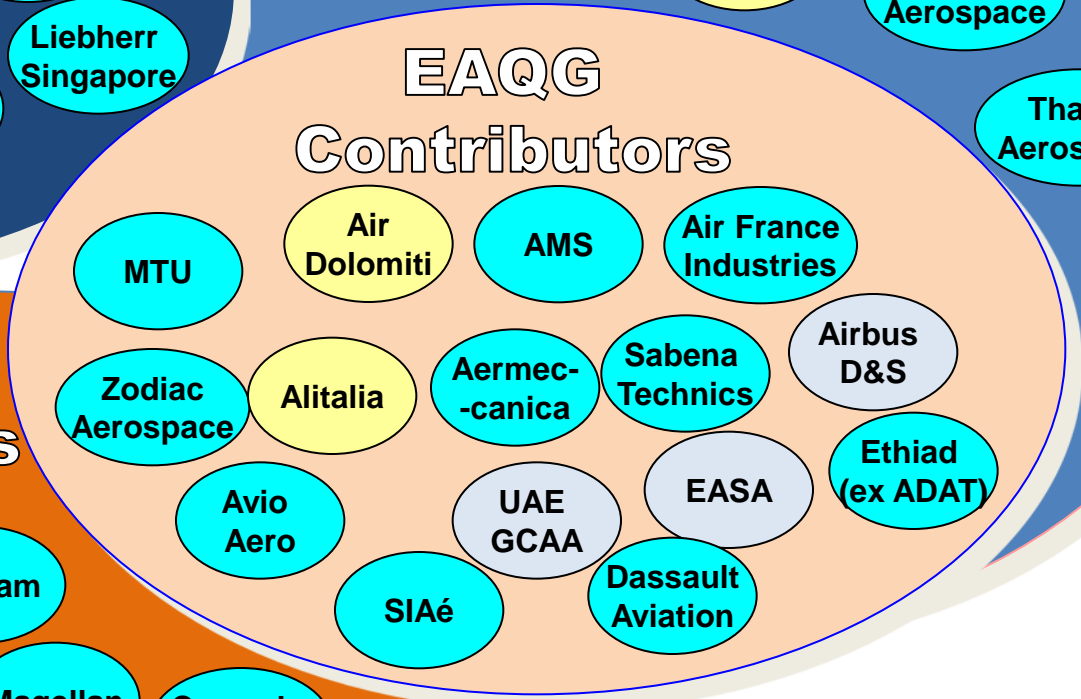 Liebherr
Singapore
Aerospace
EAQG
Contributors
Air
Dolomiti
AMS
Air France
Industries
MTU
Airbus
D&S
Sabena
Technics
Aermec-
-canica
Zodiac
Aerospace
Alitalia
Ethiad
(ex ADAT)
EASA
UAE
GCAA
Avio
Aero
Dassault
Aviation
SIAé